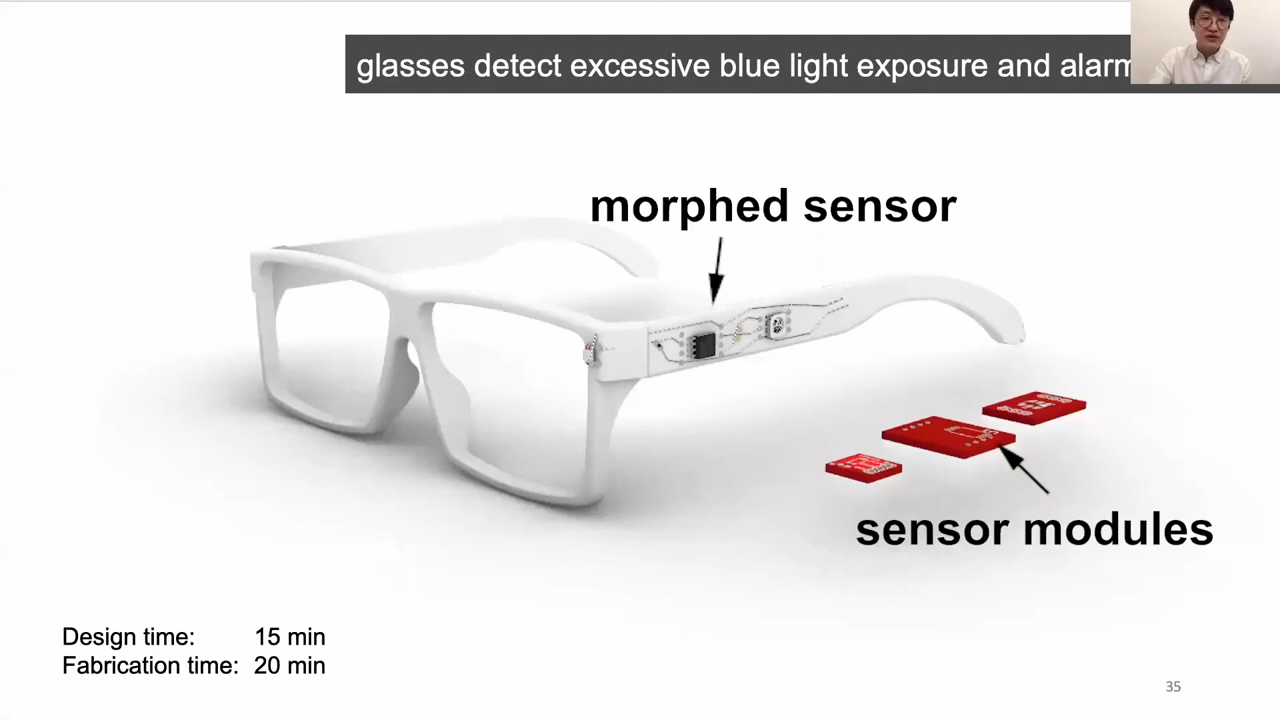 glasses detect excessive blue light exposure and alarm
morphed sensor
sensor modules
Design time: 15 min
Fabrication time: 20 min
35